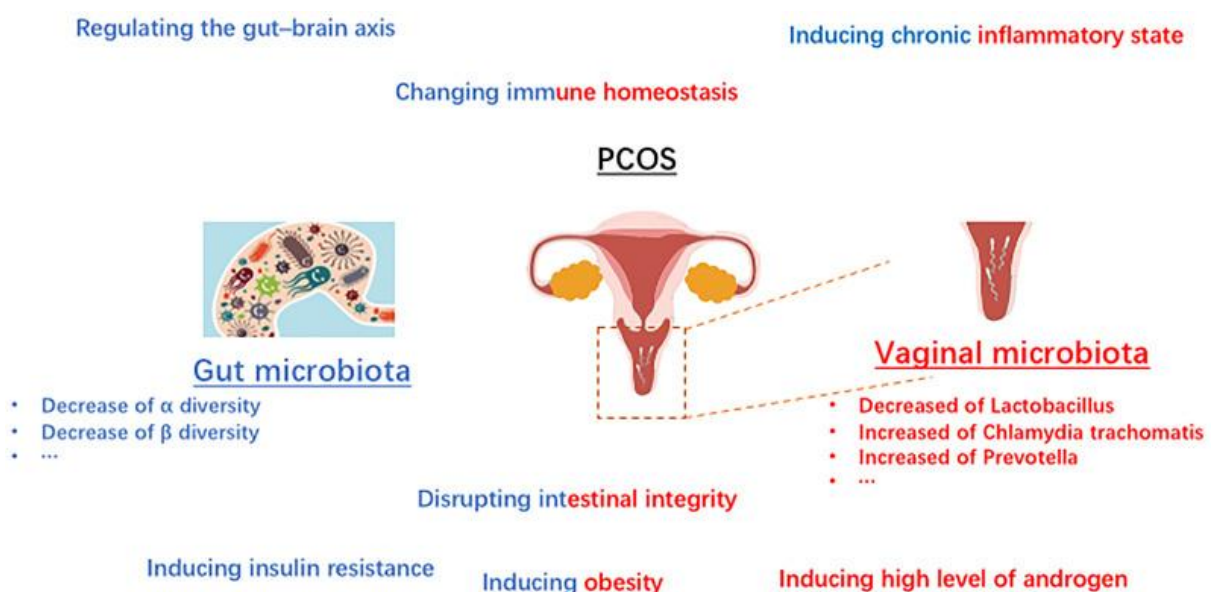 Regulating the gut–brain axis
Inducing chronic inflammatory state
Changing immune homeostasis
PCOS
Gut microbiota
• Decrease of α diversity
• Decrease of β diversity
• ...
Vaginal microbiota
• Decreased of Lactobacillus
• Increased of Chlamydia trachomatis
• Increased of Prevotella
• ...
Disrupting intestinal integrity
Inducing insulin resistance
Inducing obesity
Inducing high level of androgen